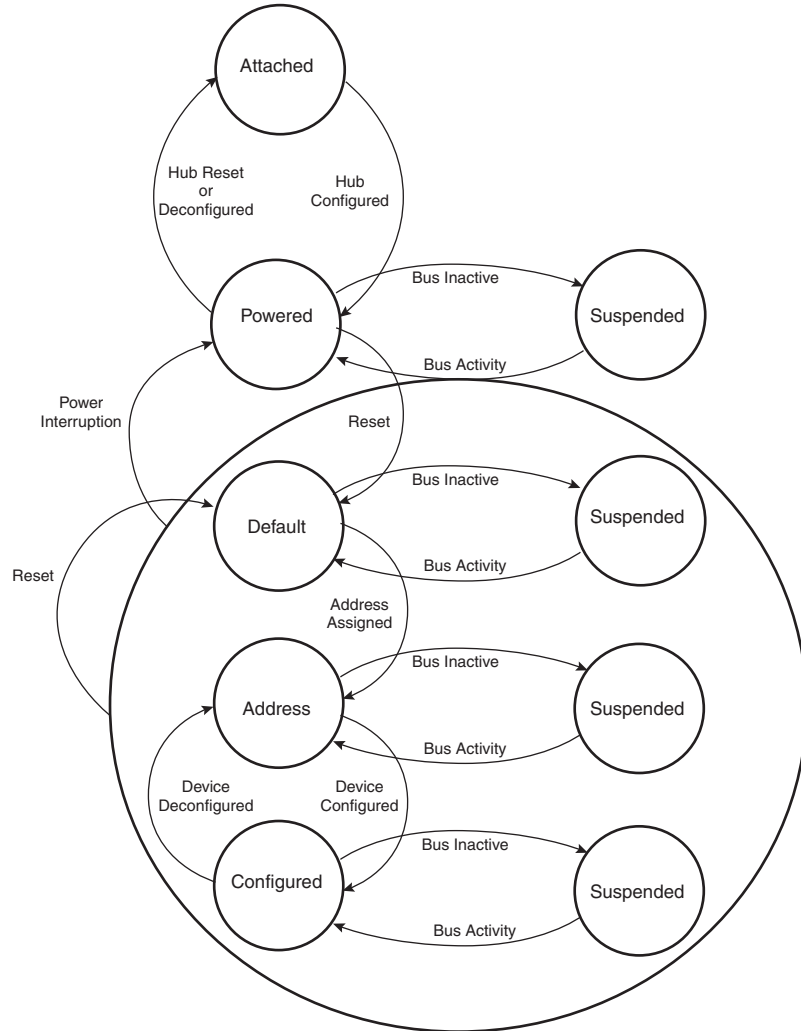 Attached
Hub Reset
or
Deconfigured
Hub
Configured
Bus Inactive
Powered
Suspended
Bus Activity
Power
Interruption
Reset
Bus Inactive
Default
Suspended
Bus Activity
Reset
Address
Assigned
Bus Inactive
Address
Suspended
Bus Activity
Device
Deconfigured
Device
Configured
Bus Inactive
Configured
Suspended
Bus Activity